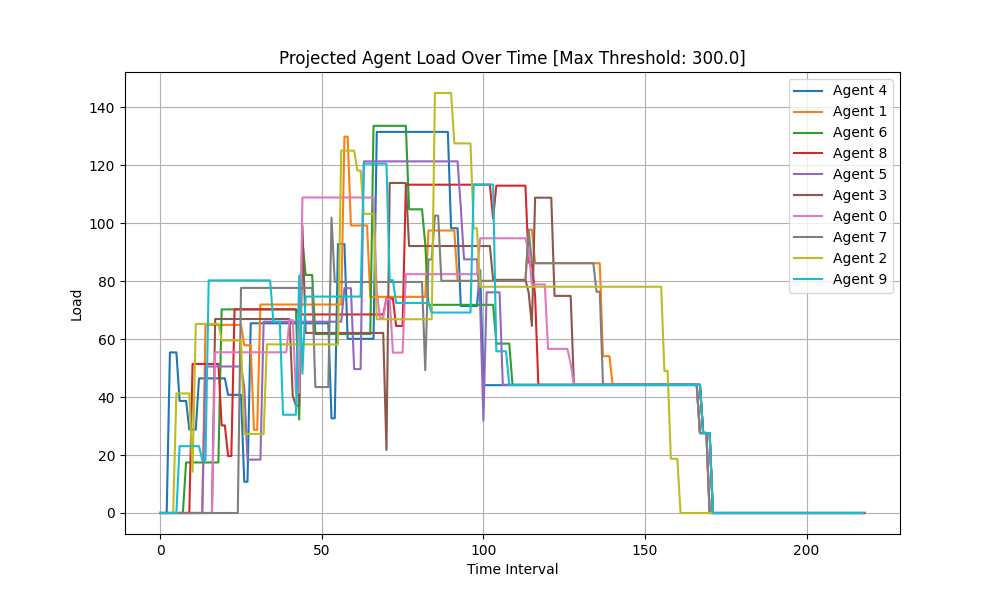 Projected Agent Load Over Time [Max Threshold: 300.0]
Load
140
120
100
80
60
40
20
0
0
50
100
150
200
Time Interval
Agent 4
Agent 1
Agent 6
Agent 8
Agent 5
Agent 3
Agent 0
Agent 7
Agent 2
Agent 9